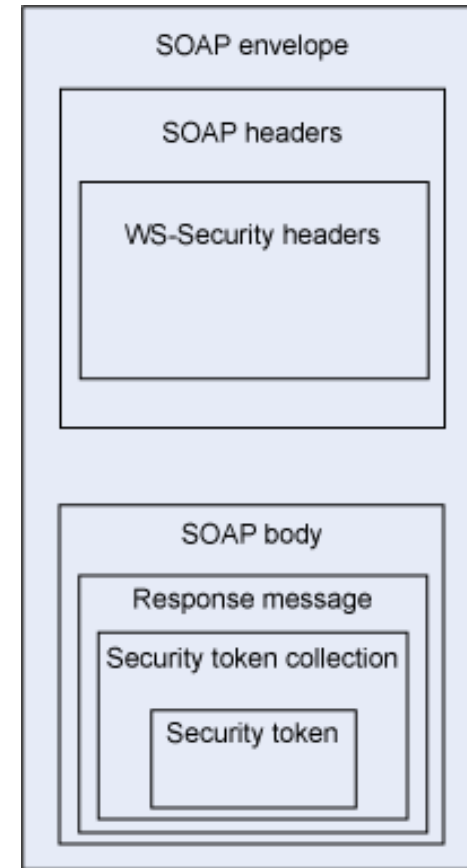 SOAP envelope
SOAP headers
WS-Security headers
SOAP body
Response message
Security token collection
Security token